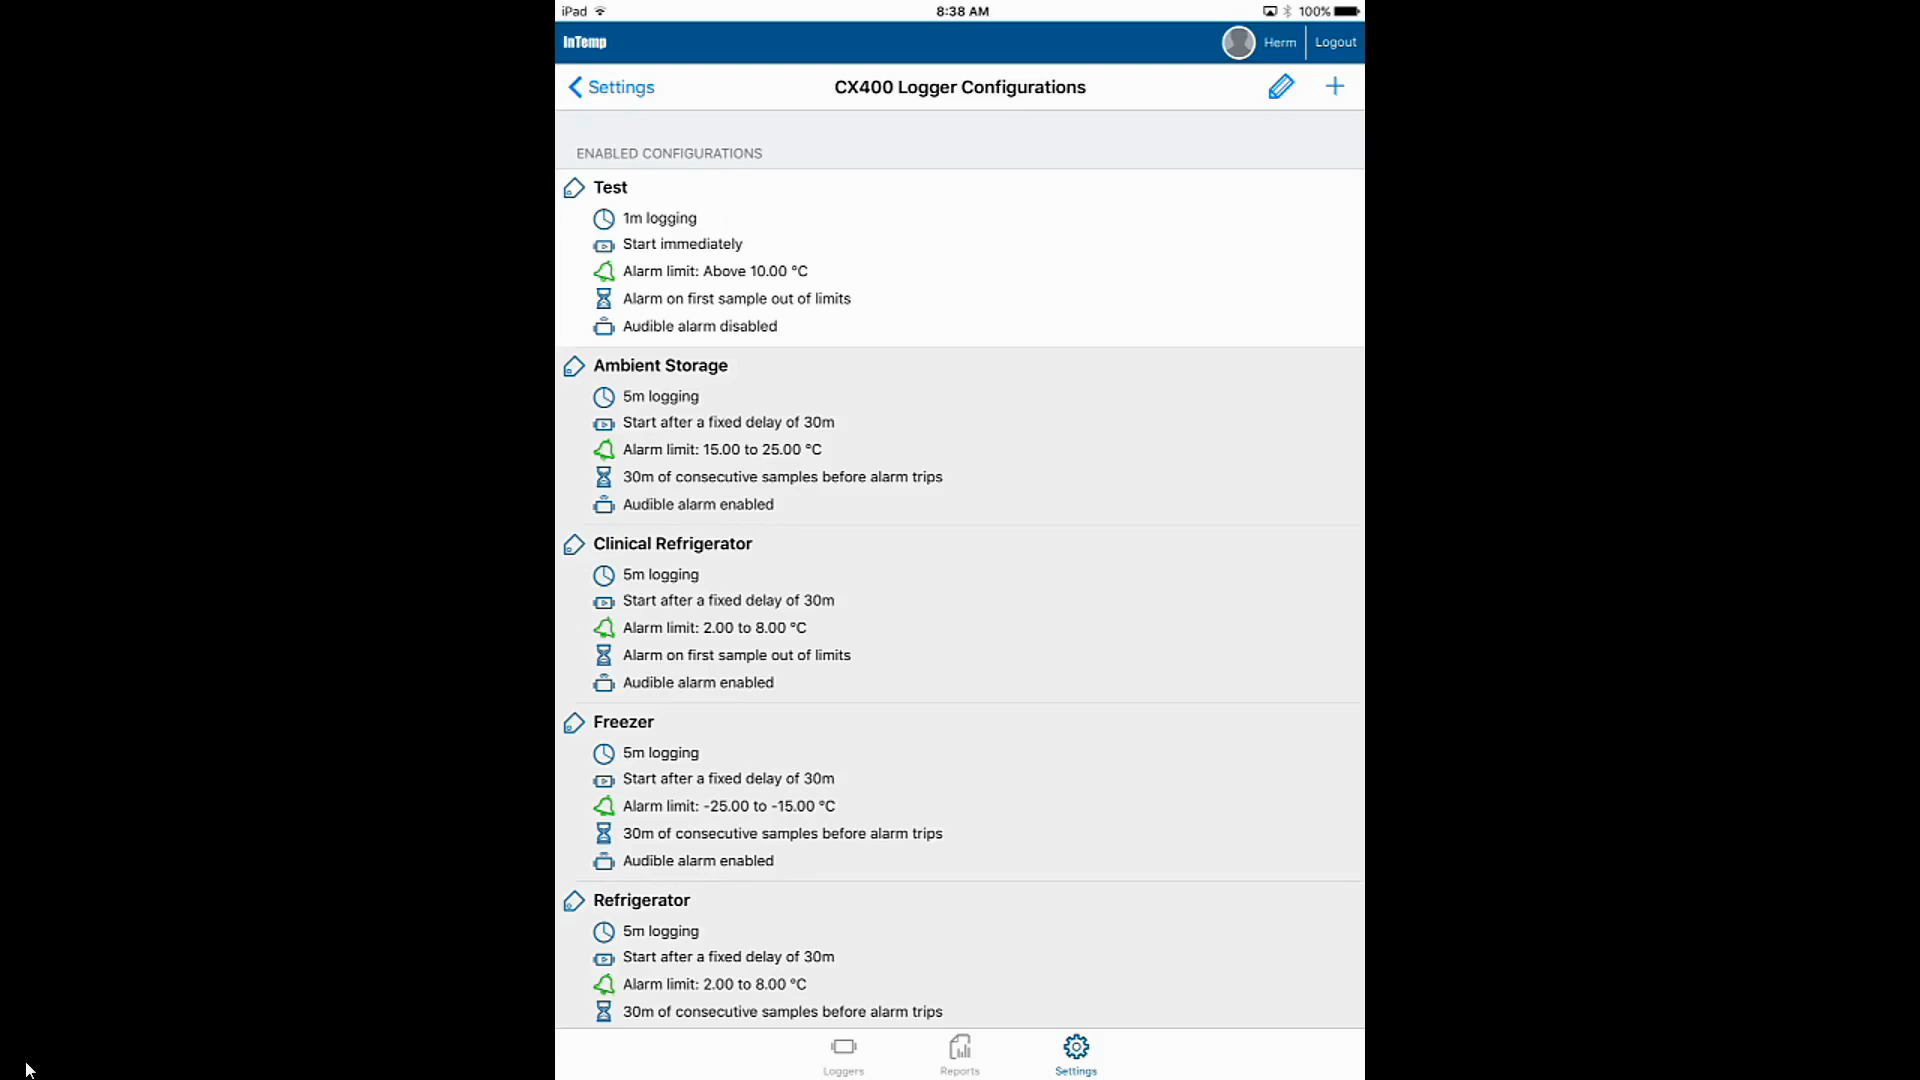 iPad
8:38 AM
100%
InTemp
Herm
Logout
Settings
CX400 Logger Configurations
ENABLED CONFIGURATIONS
Test
1m logging
Start immediately
Alarm limit: Above 10.00 °C
Alarm on first sample out of limits
Audible alarm disabled
Ambient Storage
5m logging
Start after a fixed delay of 30m
Alarm limit: 15.00 to 25.00 °C
30m of consecutive samples before alarm trips
Audible alarm enabled
Clinical Refrigerator
5m logging
Start after a fixed delay of 30m
Alarm limit: 2.00 to 8.00 °C
Alarm on first sample out of limits
Audible alarm enabled
Freezer
5m logging
Start after a fixed delay of 30m
Alarm limit: -25.00 to -15.00 °C
30m of consecutive samples before alarm trips
Audible alarm enabled
Refrigerator
5m logging
Start after a fixed delay of 30m
Alarm limit: 2.00 to 8.00 °C
30m of consecutive samples before alarm trips
Loggers
Reports
Settings